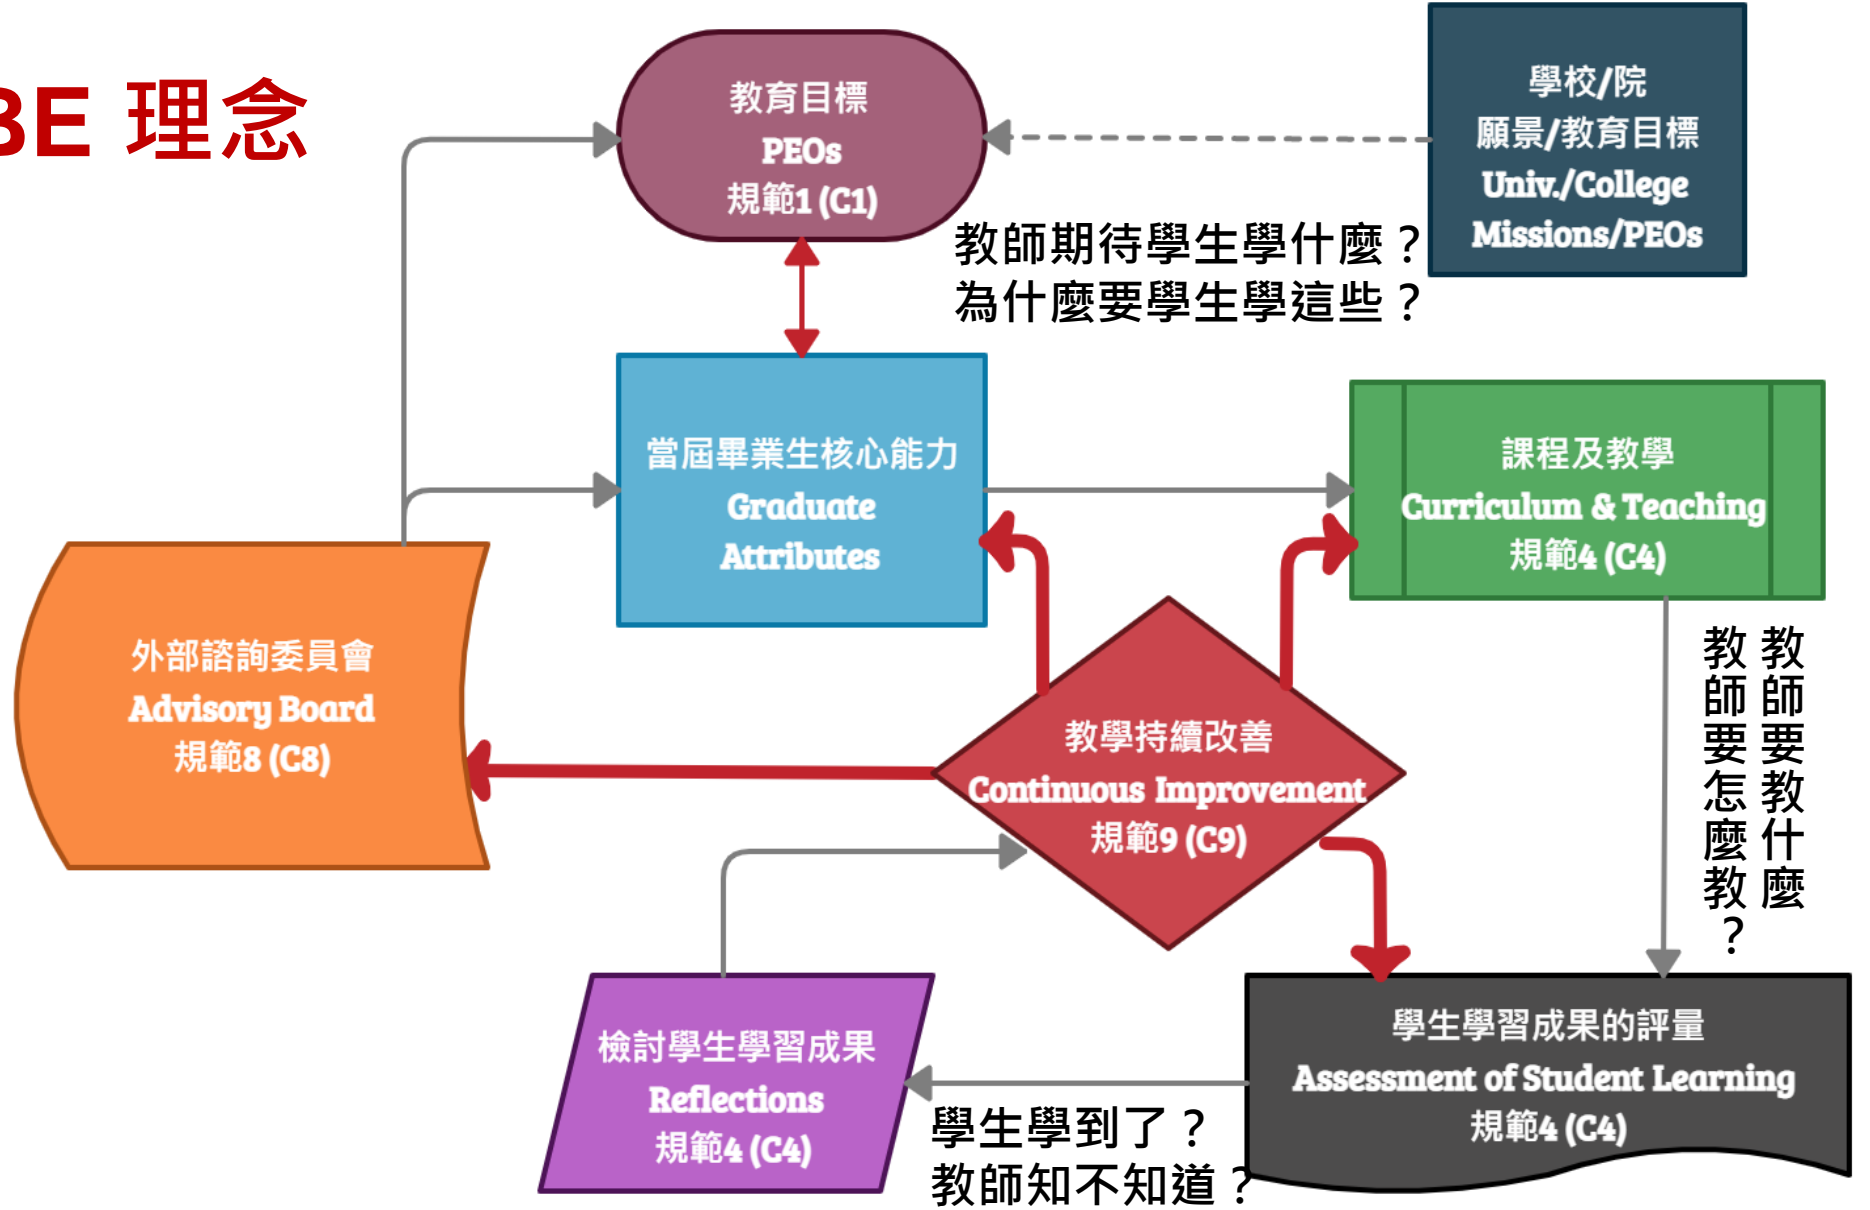 BE 理念
教育目標
PEOs
規範1 (C1)
學校/院
願景/教育目標
Univ./College
Missions/PEOs
教師期待學生學什麼？
為什麼要學生學這些？
當屆畢業生核心能力
Graduate
Attributes
課程及教學
Curriculum & Teaching
規範4 (C4)
外部諮詢委員會
Advisory Board
規範8 (C8)
教學持續改善
Continuous Improvement
規範9 (C9)
教師要教什麼
教師要怎麼教？
檢討學生學習成果
Reflections
規範4 (C4)
學生學到了？
教師知不知道？
學生學習成果的評量
Assessment of Student Learning
規範4 (C4)